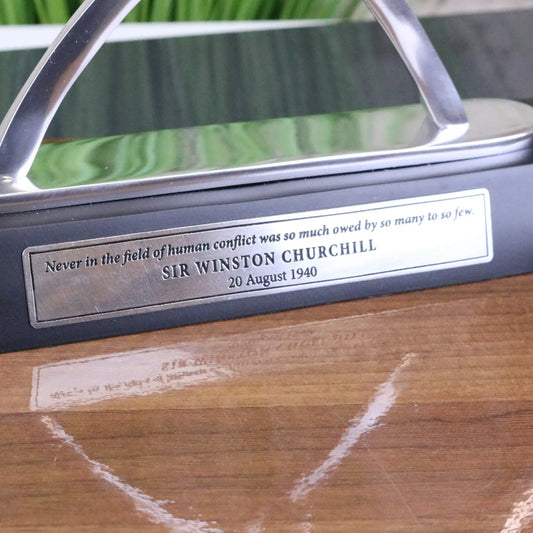 Never in the field of human conflict was so much owed by so many to so few.
SIR WINSTON CHURCHILL
20 August 1940